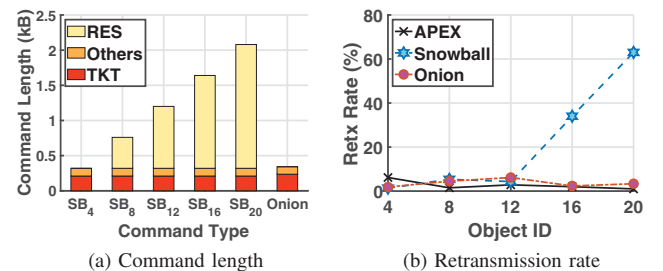 2.5
2
1.5
1
0.5
0
Command Length (kB)
RES
Others
TKT
SB4 SB8 SB12 SB16 SB20 Onion
Command Type
(a) Command length
80
60
40
20
0
Retx Rate (%)
APEX
Snowball
Onion
4 8 12 16 20
Object ID
(b) Retransmission rate